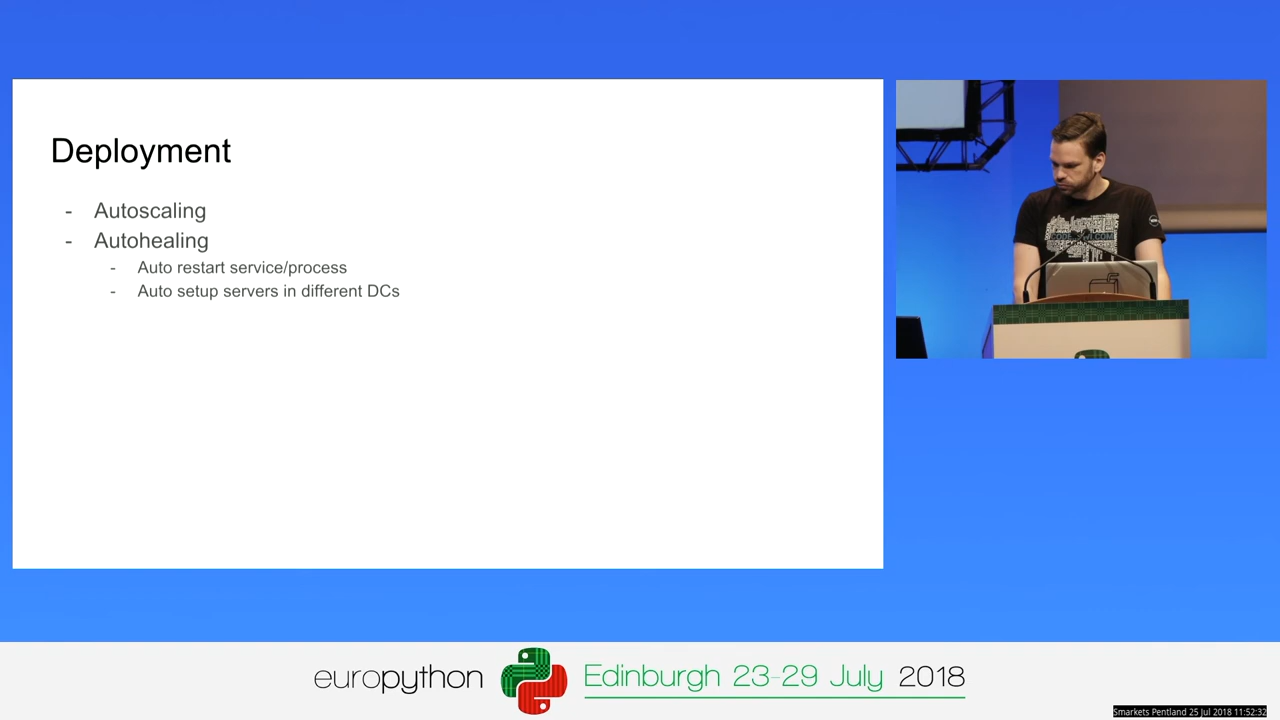 Deployment
- Autoscaling
- Autohealing
- Auto restart service/process
- Auto setup servers in different DCs
europython Edinburgh 23-29 July 2018
Smarkets Pentland 25 Jul 2018 11:52:32